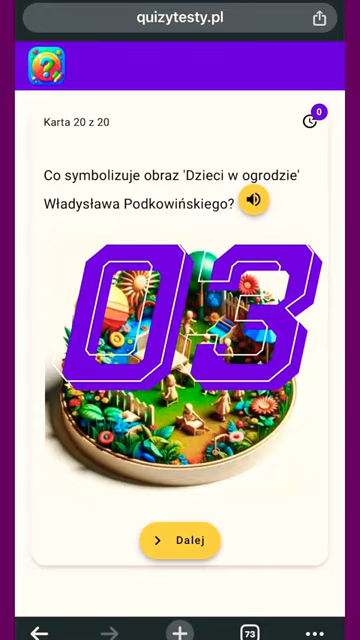 quizytesty.pl
Karta 20 z 20
0
Co symbolizuje obraz 'Dzieci w ogrodzie'
Władysława Podkowińskiego?
03
Dalej
73